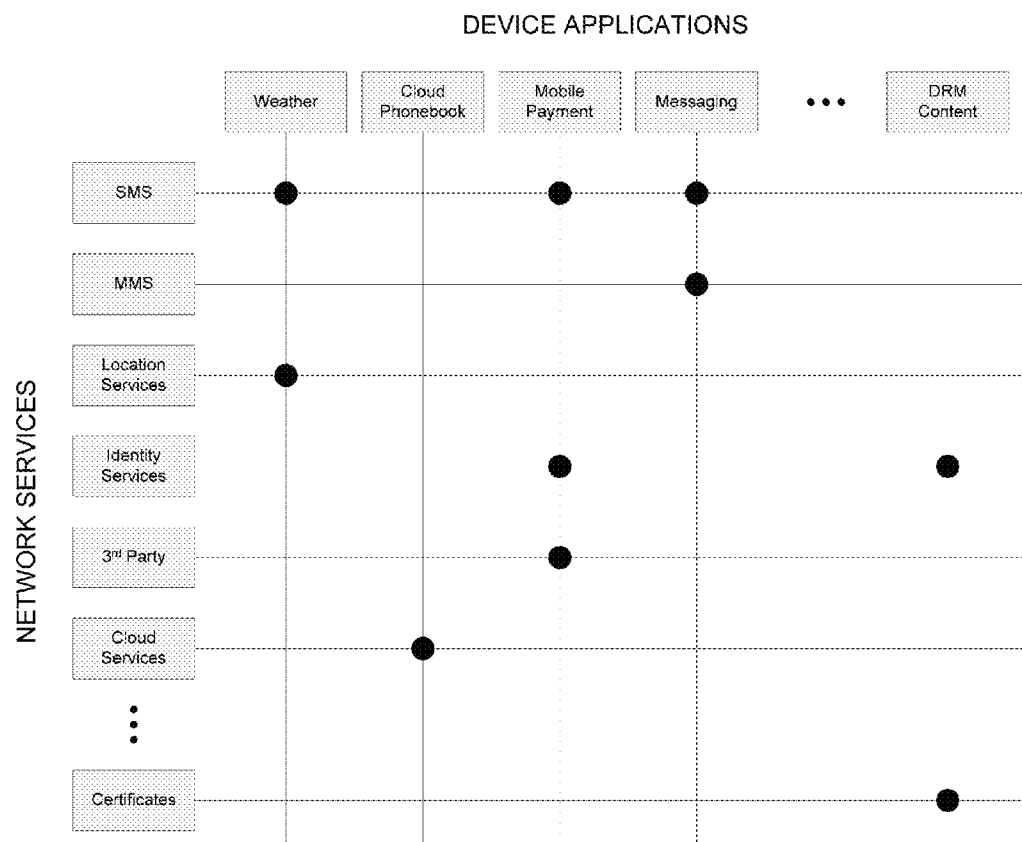 DEVICE APPLICATIONS
Weather
Cloud
Phonebook
Mobile
Payment
Messaging
DRM
Content
NETWORK SERVICES
SMS
MMS
Location
Services
Identity
Services
3rd Party
Cloud
Services
Certificates